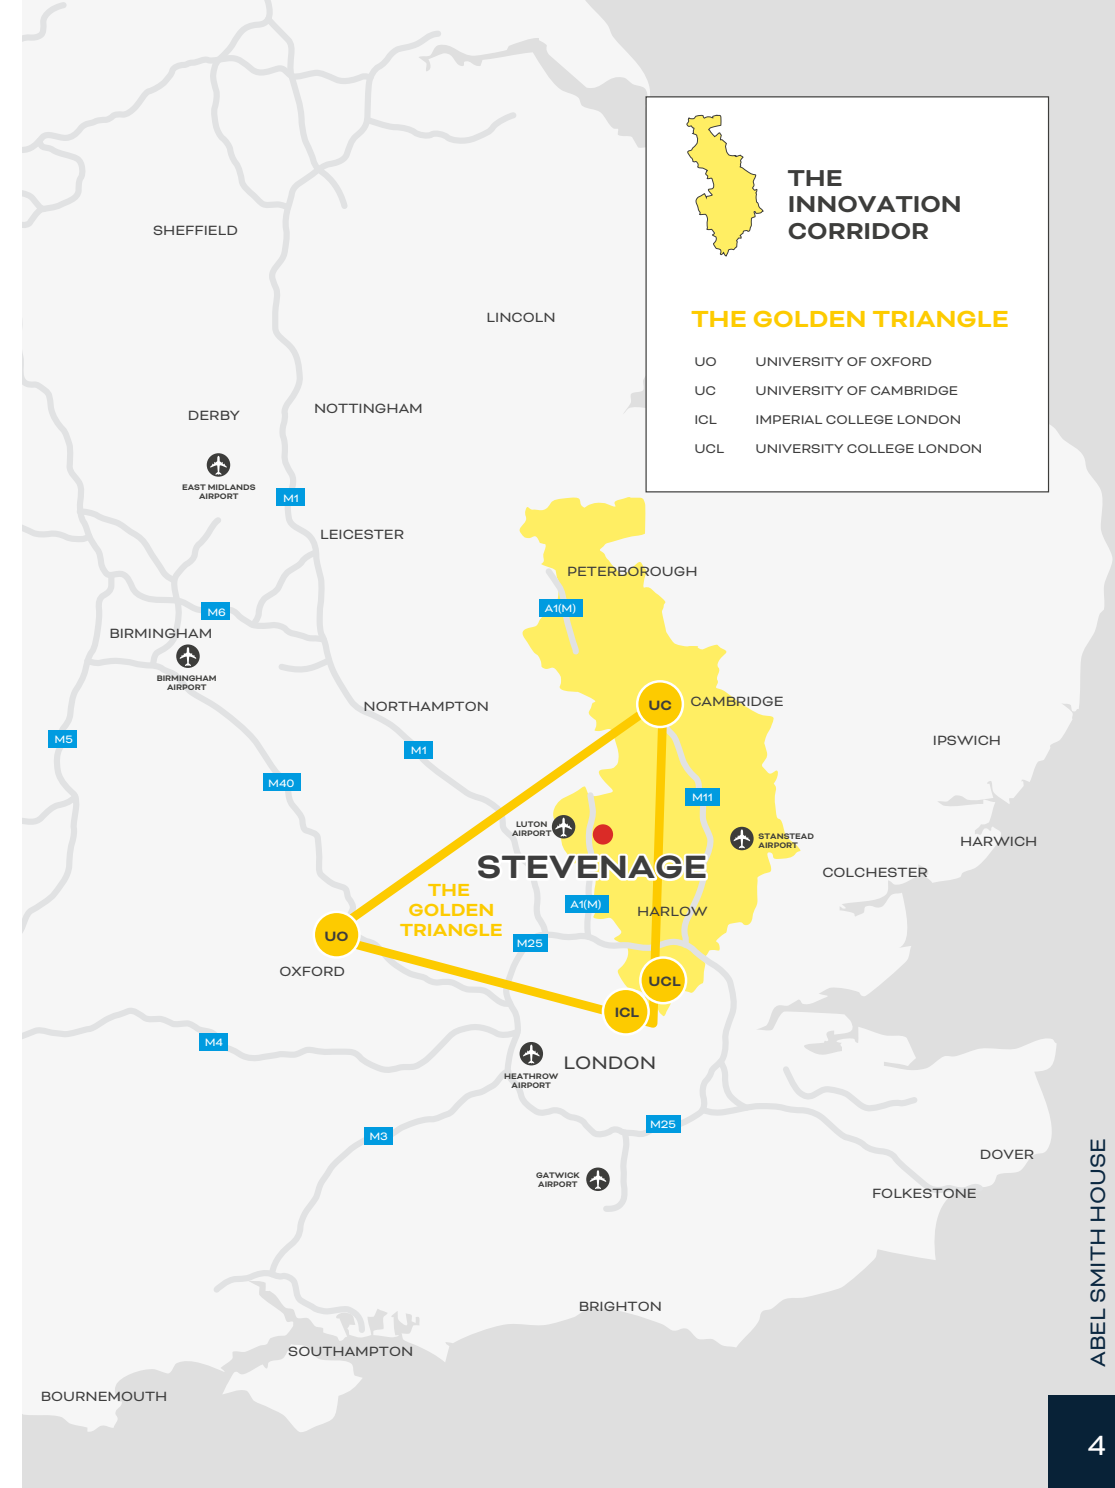 THE
INNOVATION
CORRIDOR
THE GOLDEN TRIANGLE
UO UNIVERSITY OF OXFORD
UC UNIVERSITY OF CAMBRIDGE
ICL IMPERIAL COLLEGE LONDON
UCL UNIVERSITY COLLEGE LONDON
SHEFFIELD
LINCOLN
NOTTINGHAM
DERBY
EAST MIDLANDS
AIRPORT
M1
LEICESTER
PETERBOROUGH
A1(M)
M6
BIRMINGHAM
BIRMINGHAM
AIRPORT
NORTHAMPTON
UC
CAMBRIDGE
M5
M1
IPSWICH
M40
M11
LUTON
AIRPORT
STANSTEAD
AIRPORT
HARWICH
STEVENAGE
COLCHESTER
THE
GOLDEN
TRIANGLE
A1(M)
HARLOW
UO
M25
OXFORD
UCL
ICL
M4
LONDON
HEATHROW
AIRPORT
M25
M3
DOVER
GATWICK
AIRPORT
FOLKESTONE
BRIGHTON
SOUTHAMPTON
BOURNEMOUTH
ABEL SMITH HOUSE
4